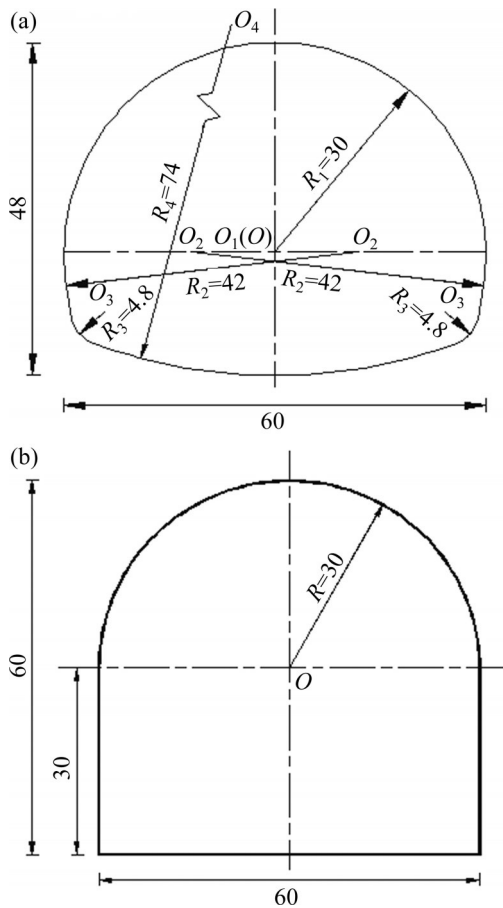 (a)
O4
R1=30
R4=74
48
O2 O1(O) O2
O3 R2=42 R2=42 O3
R3=4.8 R3=4.8
60
(b)
R=30
60
O
30
60